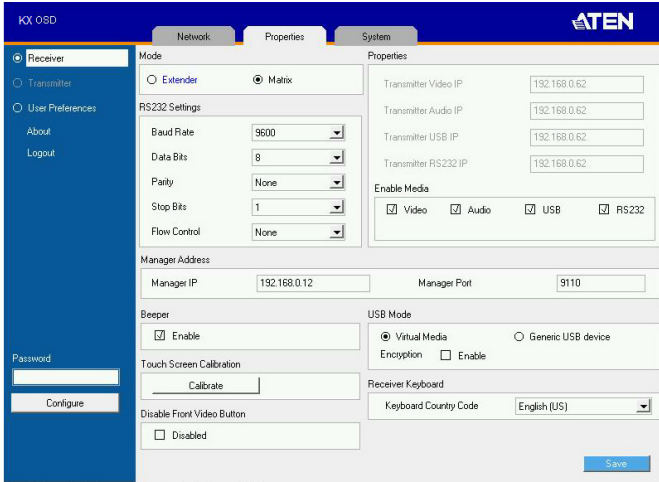 KX OSD
ATEN
Network
Properties
System
Receiver
Transmitter
User Preferences
About
Logout
Password
Configure
Mode
Extender
Matrix
RS232 Settings
Baud Rate 9600
Data Bits 8
Parity None
Stop Bits 1
Flow Control None
Properties
Transmitter Video IP 192.168.0.62
Transmitter Audio IP 192.168.0.62
Transmitter USB IP 192.168.0.62
Transmitter RS232 IP 192.168.0.62
Enable Media
Video Audio USB RS232
Manager Address
Manager IP 192.168.0.12 Manager Port 9110
Beeper
Enable
Touch Screen Calibration
Calibrate
Disable Front Video Button
Disabled
USB Mode
Virtual Media Generic USB device
Encryption Enable
Receiver Keyboard
Keyboard Country Code English (US)
Save